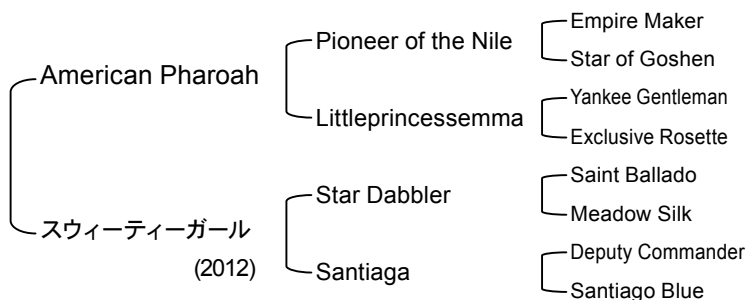 American Pharoah
Pioneer of the Nile
Empire Maker
Star of Goshen
Littleprincessemma
Yankee Gentleman
Exclusive Rosette
スウィーティーガール
(2012)
Star Dabbler
Saint Ballado
Meadow Silk
Santiaga
Deputy Commander
Santiago Blue